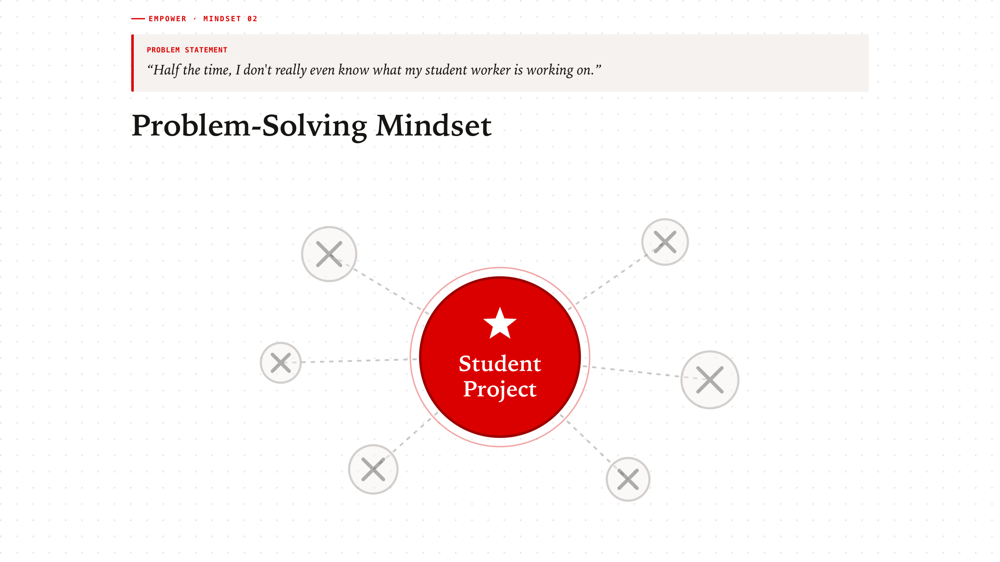 EMPOWER · MINDSET 02
PROBLEM STATEMENT
“Half the time, I don't really even know what my student worker is working on.”
Problem-Solving Mindset
Student
Project